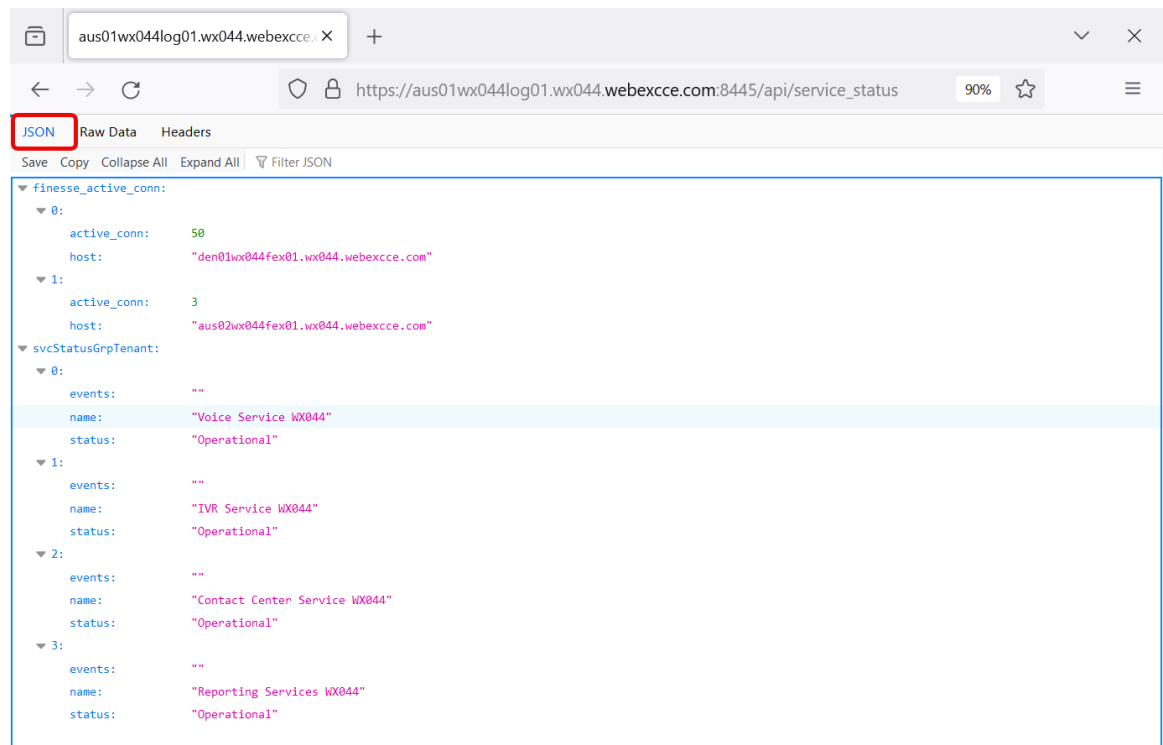 aus01wx044log01.wx044.webexcce.
https://aus01wx044log01.wx044.webexcce.com:8445/api/service_status 90%
JSON Raw Data Headers
Save Copy Collapse All Expand All Filter JSON
finesse_active_conn:
0:
active_conn: 50
host: "den01wx044fex01.wx044.webexcce.com"
1:
active_conn: 3
host: "aus02wx044fex01.wx044.webexcce.com"
svcStatusGrpTenant:
0:
events: ""
name: "Voice Service WX044"
status: "Operational"
1:
events: ""
name: "IVR Service WX044"
status: "Operational"
2:
events: ""
name: "Contact Center Service WX044"
status: "Operational"
3:
events: ""
name: "Reporting Services WX044"
status: "Operational"